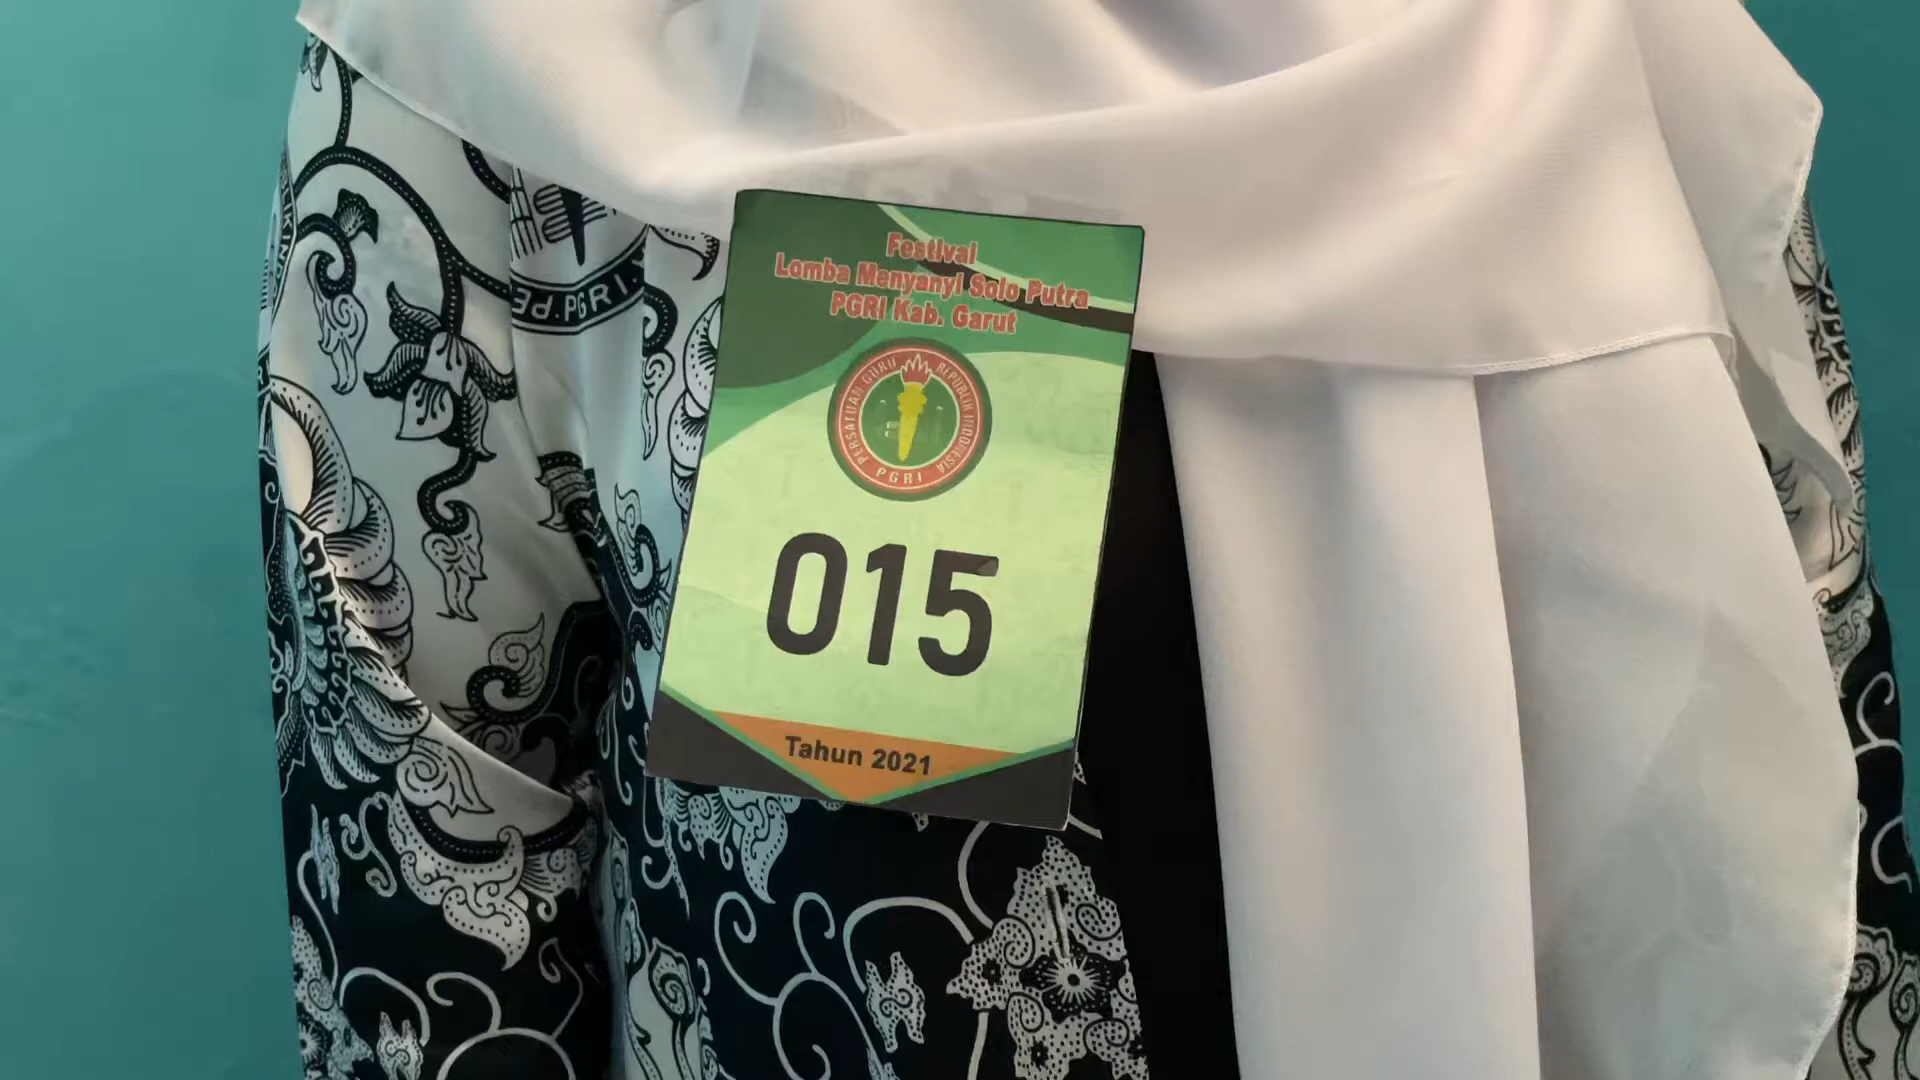 Festival
Lomba Menyanyi Solo Putra
PGRI Kab. Garut
PERSATUAN GURU REPUBLIK INDONESIA
PGRI
015
Tahun 2021
PGRI